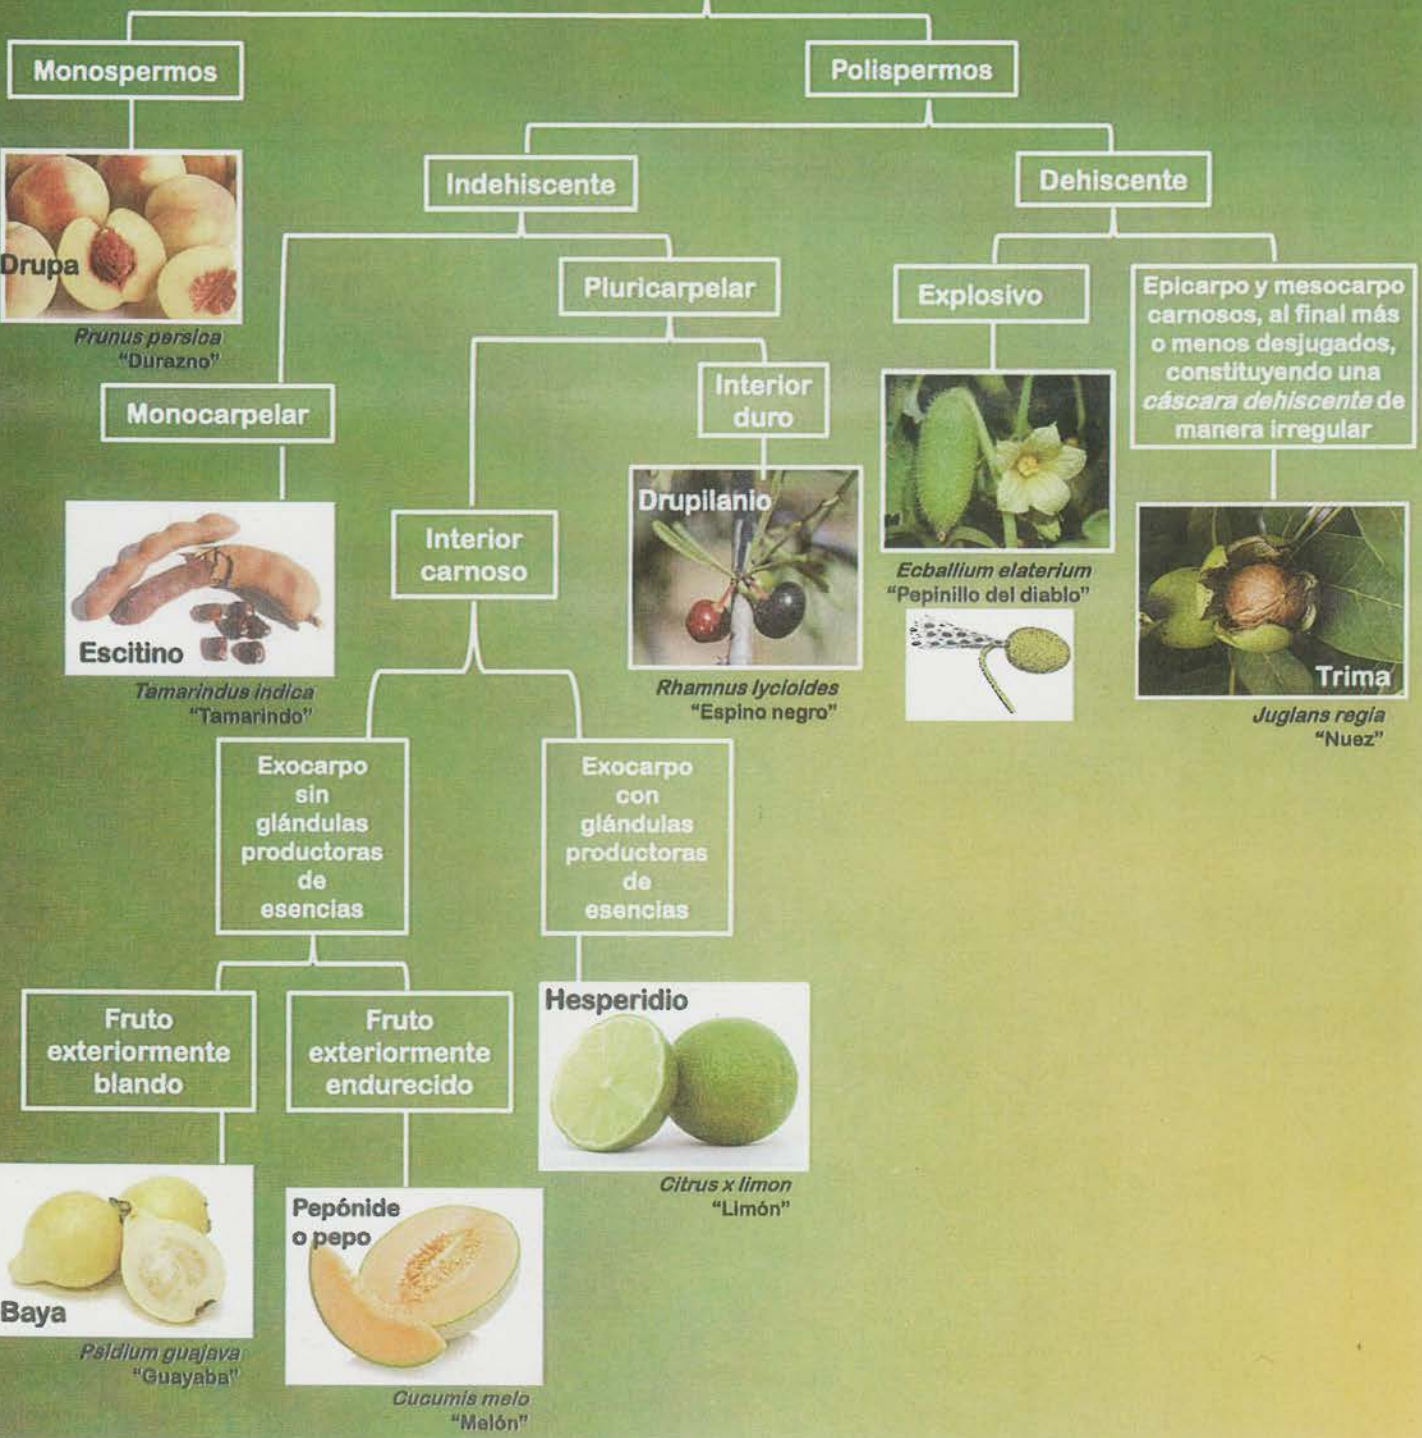 Monospermos
Polispermos
Indehiscente
Dehiscente
Drupa
Prunus persica
“Durazno”
Pluricarpelar
Explosivo
Epicarpo y mesocarpo
carnosos, al final más
o menos desjugados,
constituyendo una
cáscara dehiscente de
manera irregular
Monocarpelar
Interior
duro
Interior
carnoso
Drupilanio
Escitino
Tamarindus indica
“Tamarindo”
Rhamnus lycioides
“Espino negro”
Ecballium elaterium
“Pepinillo del diablo”
Trima
Juglans regia
“Nuez”
Exocarpo
sin
glándulas
productoras
de
esencias
Exocarpo
con
glándulas
productoras
de
esencias
Fruto
exteriormente
blando
Fruto
exteriormente
endurecido
Hesperidio
Citrus x limon
“Limón”
Baya
Psidium guajava
“Guayaba”
Pepónide
o pepo
Cucumis melo
“Melón”